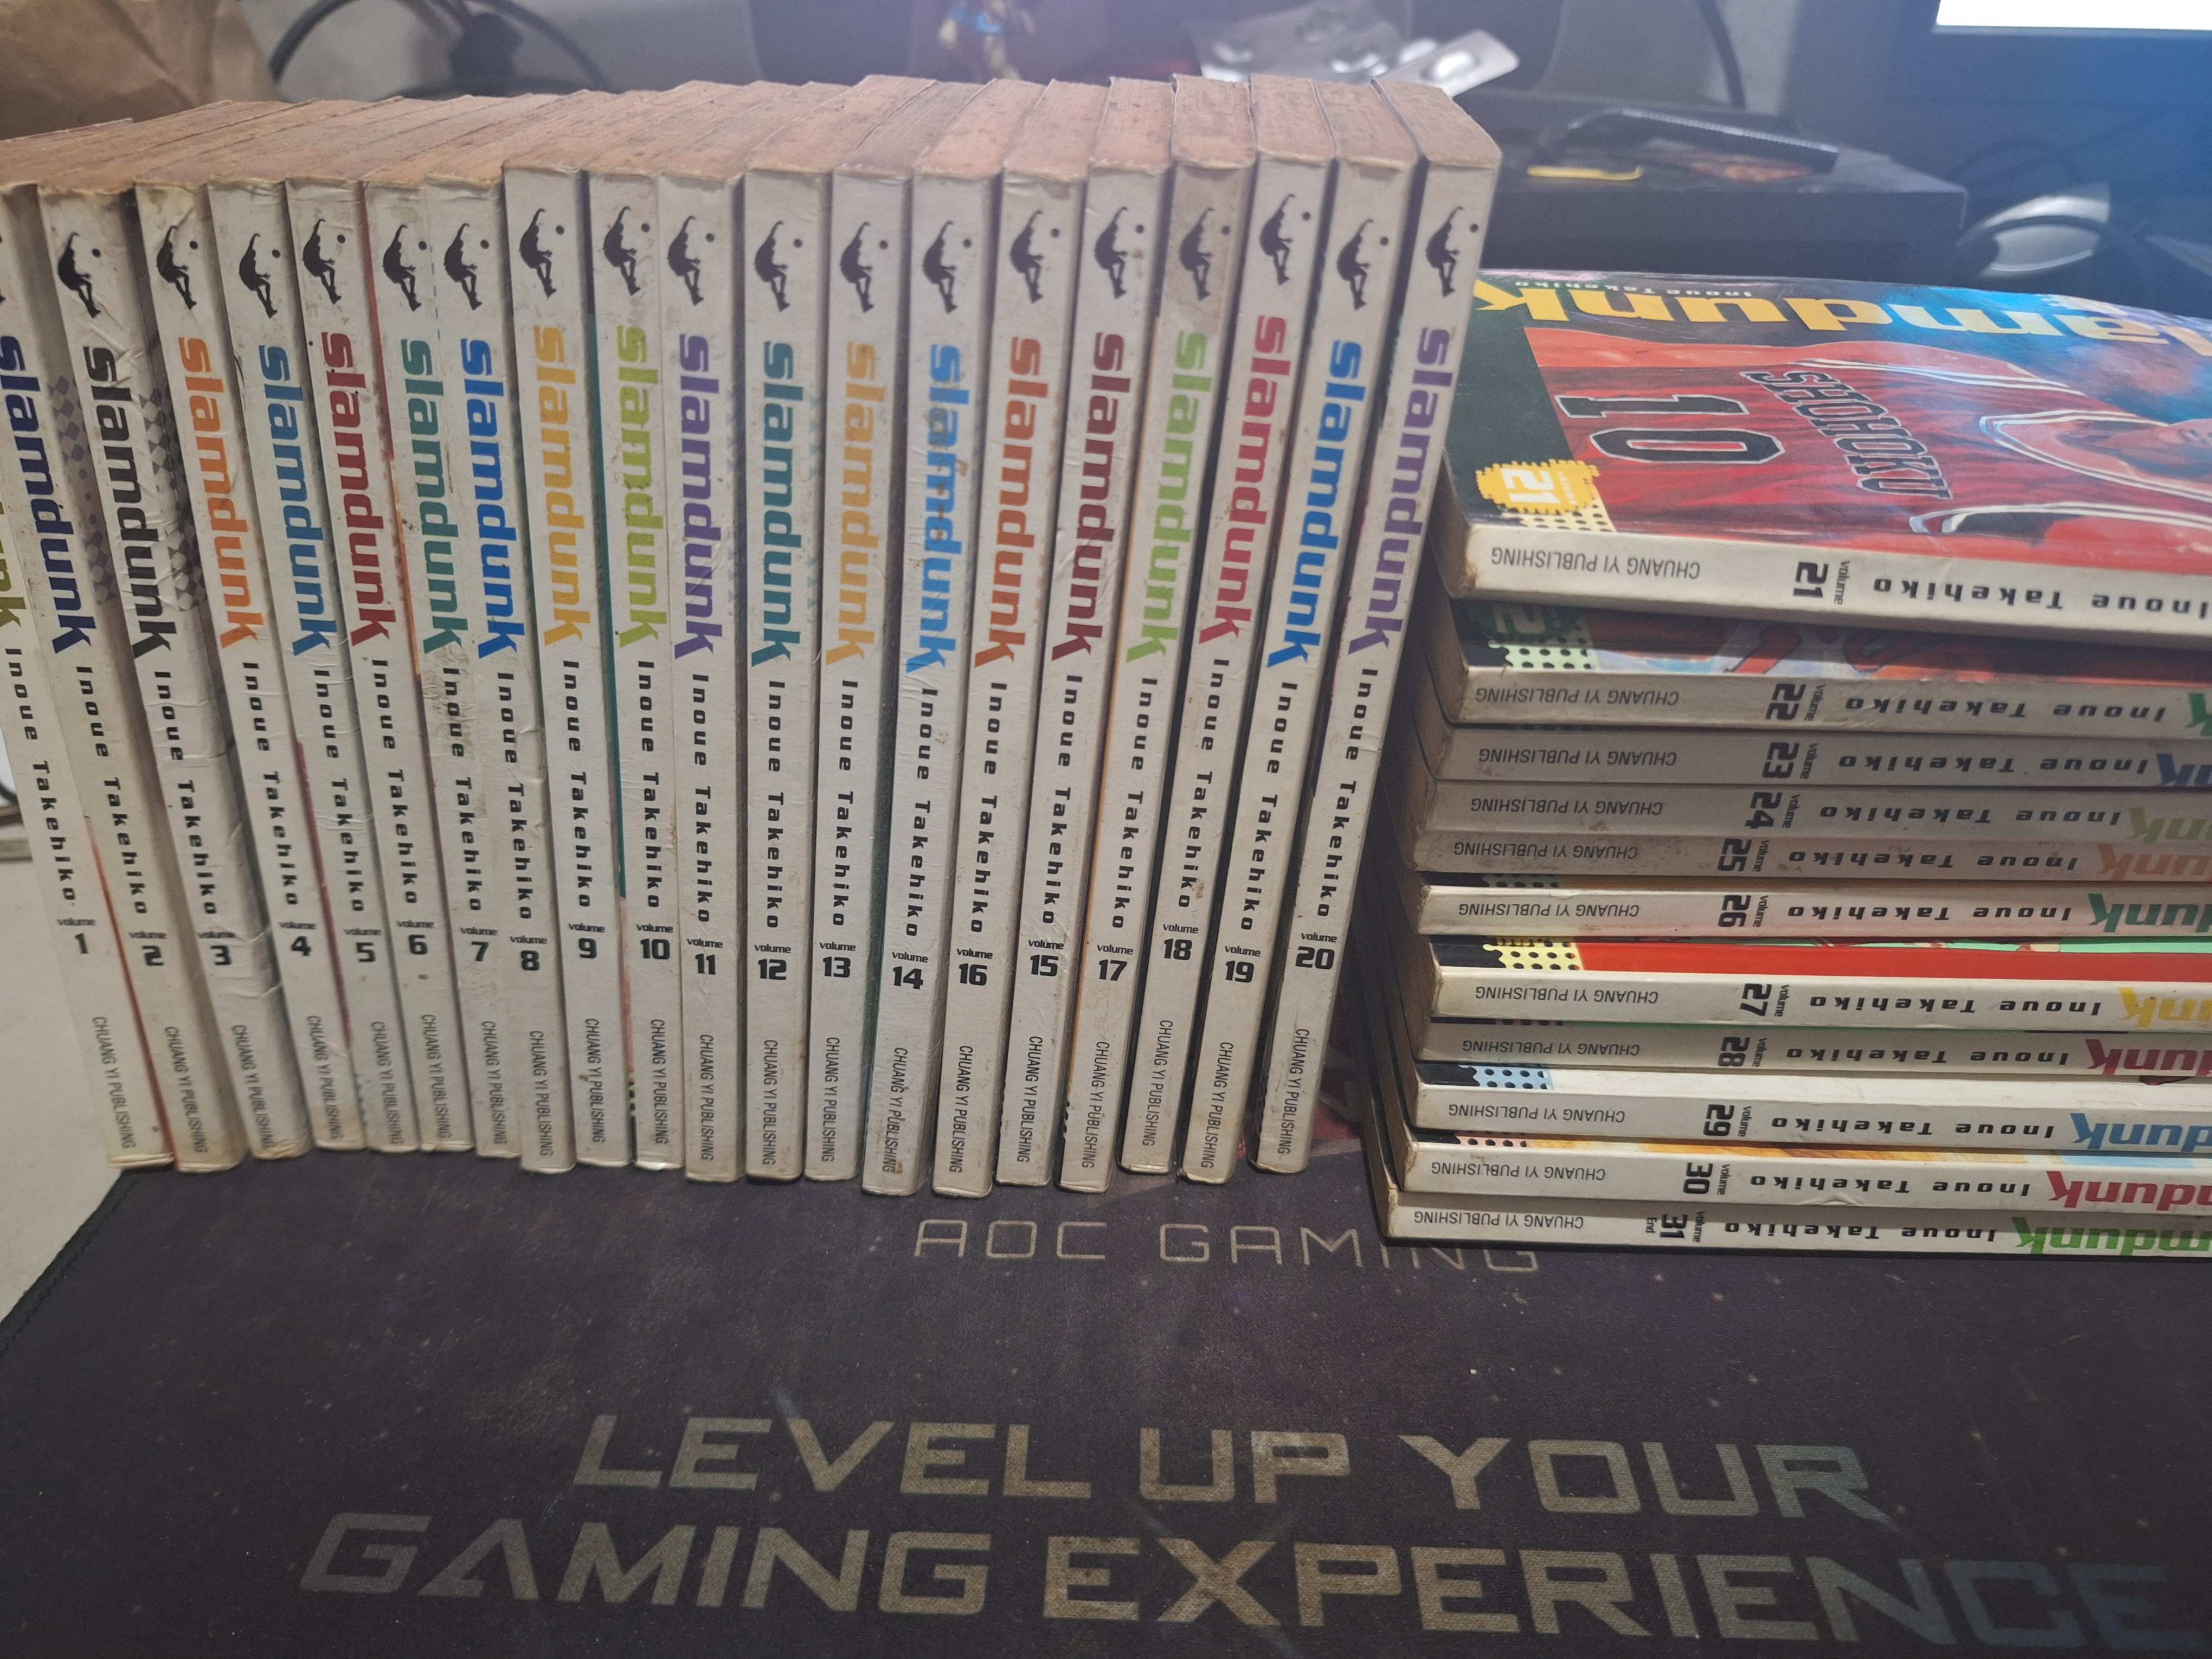 unk Inoue Takehiko volume 1 CHUANG YI PUBLISHING
slamdunk Inoue Takehiko volume 2 CHUANG YI PUBLISHING
slamdunk Inoue Takehiko volume 3 CHUANG YI PUBLISHING
slamdunk Inoue Takehiko volume 4 CHUANG YI PUBLISHING
slamdunk Inoue Takehiko volume 5 CHUANG YI PUBLISHING
slamdunk Inoue Takehiko volume 6 CHUANG YI PUBLISHING
slamdunk Inoue Takehiko volume 7 CHUANG YI PUBLISHING
slamdunk Inoue Takehiko volume 8 CHUANG YI PUBLISHING
slamdunk Inoue Takehiko volume 9 CHUANG YI PUBLISHING
slamdunk Inoue Takehiko volume 10 CHUANG YI PUBLISHING
slamdunk Inoue Takehiko volume 11 CHUANG YI PUBLISHING
slamdunk Inoue Takehiko volume 12 CHUANG YI PUBLISHING
slamdunk Inoue Takehiko volume 13 CHUANG YI PUBLISHING
slamdunk Inoue Takehiko volume 14 CHUANG YI PUBLISHING
slamdunk Inoue Takehiko volume 16 CHUANG YI PUBLISHING
slamdunk Inoue Takehiko volume 15 CHUANG YI PUBLISHING
slamdunk Inoue Takehiko volume 17 CHUANG YI PUBLISHING
slamdunk Inoue Takehiko volume 18 CHUANG YI PUBLISHING
slamdunk Inoue Takehiko volume 19 CHUANG YI PUBLISHING
slamdunk Inoue Takehiko volume 20 CHUANG YI PUBLISHING
Inoue Takehiko
lamdunk
SHOHOKU
10
21
Inoue Takehiko volume 21 CHUANG YI PUBLISHING
k Inoue Takehiko volume 22 CHUANG YI PUBLISHING
nk Inoue Takehiko volume 23 CHUANG YI PUBLISHING
unk Inoue Takehiko volume 24 CHUANG YI PUBLISHING
unk Inoue Takehiko volume 25 CHUANG YI PUBLISHING
unk Inoue Takehiko volume 26 CHUANG YI PUBLISHING
unk Inoue Takehiko volume 27 CHUANG YI PUBLISHING
dunk Inoue Takehiko volume 28 CHUANG YI PUBLISHING
dunk Inoue Takehiko volume 29 CHUANG YI PUBLISHING
dunk Inoue Takehiko volume 30 CHUANG YI PUBLISHING
mdunk Inoue Takehiko volume 31 End CHUANG YI PUBLISHING
AOC GAMING
LEVEL UP YOUR
GAMING EXPERIENCE